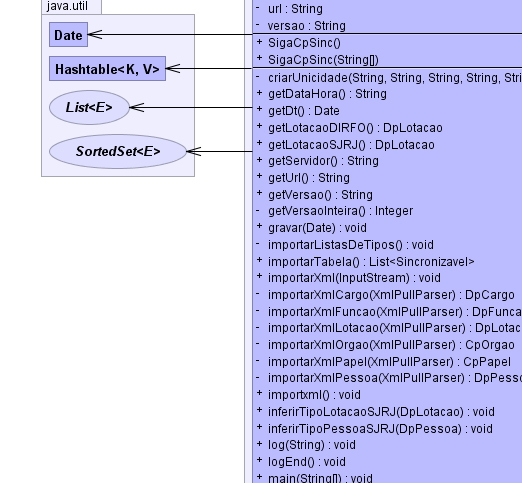 java.util
Date
Hashtable<K, V>
List<E>
SortedSet<E>
- url : String
- versao : String
+ SigaCpSinc()
+ SigaCpSinc(String[])
- criarUnicidade(String, String, String, String, Stri
+ getDataHora() : String
+ getDt() : Date
+ getLotacaoDIRFO() : DpLotacao
+ getLotacaoSJRJ() : DpLotacao
+ getServidor() : String
+ getUrl() : String
+ getVersao() : String
- getVersaoInteira() : Integer
+ gravar(Date) : void
- importarListasDeTipos() : void
+ importarTabela() : List<Sincronizavel>
+ importarXml(InputStream) : void
- importarXmlCargo(XmlPullParser) : DpCargo
- importarXmlFuncao(XmlPullParser) : DpFunca
- importarXmlLotacao(XmlPullParser) : DpLotac
- importarXmlOrgao(XmlPullParser) : CpOrgao
- importarXmlPapel(XmlPullParser) : CpPapel
- importarXmlPessoa(XmlPullParser) : DpPesso
+ importxml() : void
+ inferirTipoLotacaoSJRJ(DpLotacao) : void
+ inferirTipoPessoaSJRJ(DpPessoa) : void
+ log(String) : void
+ logEnd() : void
+ main(String[]) : void